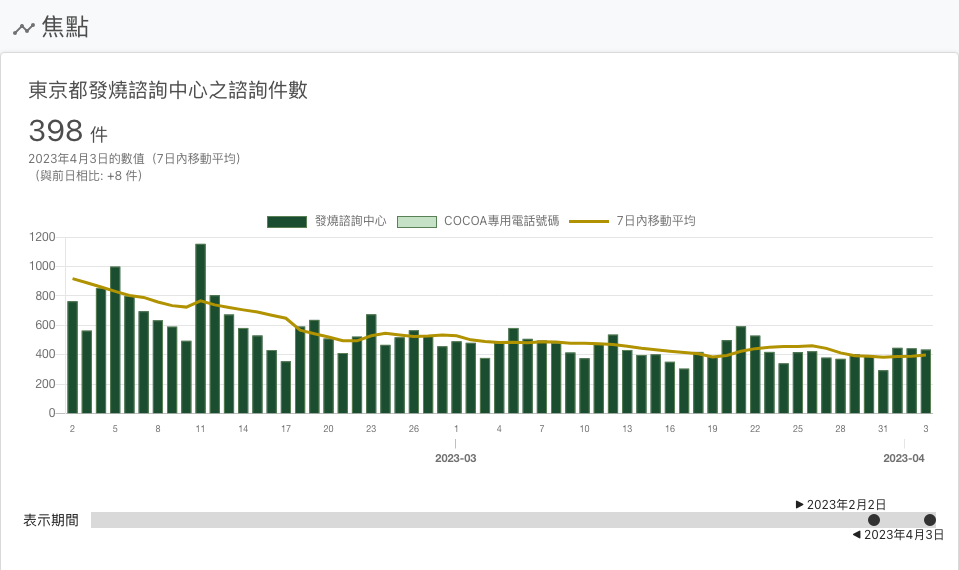 焦點
東京都發燒諮詢中心之諮詢件數
398 件
2023年4月3日的數值（7日內移動平均）
（與前日相比: +8 件）
發燒諮詢中心 COCOA專用電話號碼 7日內移動平均
1200
1000
800
600
400
200
0
2 5 8 11 14 17 20 23 26 1 4 7 10 13 16 19 22 25 28 31 3
2023-03 2023-04
▶ 2023年2月2日
表示期間
◀ 2023年4月3日